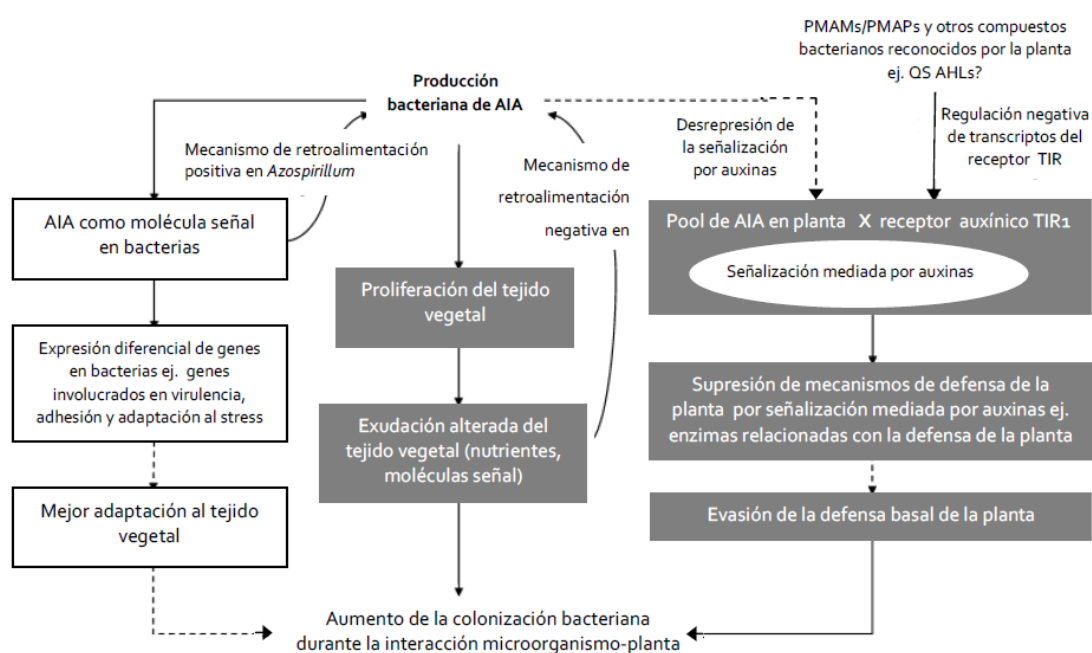 PMAMs/PMAPs y otros compuestos
bacterianos reconocidos por la planta
ej. QS AHLs?
Producción
bacteriana de AIA
Desrepresión de
la señalización
por auxinas
Regulación negativa
de transcriptos del
receptor TIR
Mecanismo de retroalimentación
positiva en Azospirillum
Mecanismo de
retroalimentación
negativa en
AIA como molécula señal
en bacterias
Pool de AIA en planta X receptor auxínico TIR1
Señalización mediada por auxinas
Proliferación del tejido
vegetal
Expresión diferencial de genes
en bacterias ej. genes
involucrados en virulencia,
adhesión y adaptación al stress
Supresión de mecanismos de defensa de la
planta por señalización mediada por auxinas ej.
enzimas relacionadas con la defensa de la planta
Exudación alterada del
tejido vegetal (nutrientes,
moléculas señal)
Mejor adaptación al tejido
vegetal
Evasión de la defensa basal de la planta
Aumento de la colonización bacteriana
durante la interacción microorganismo-planta